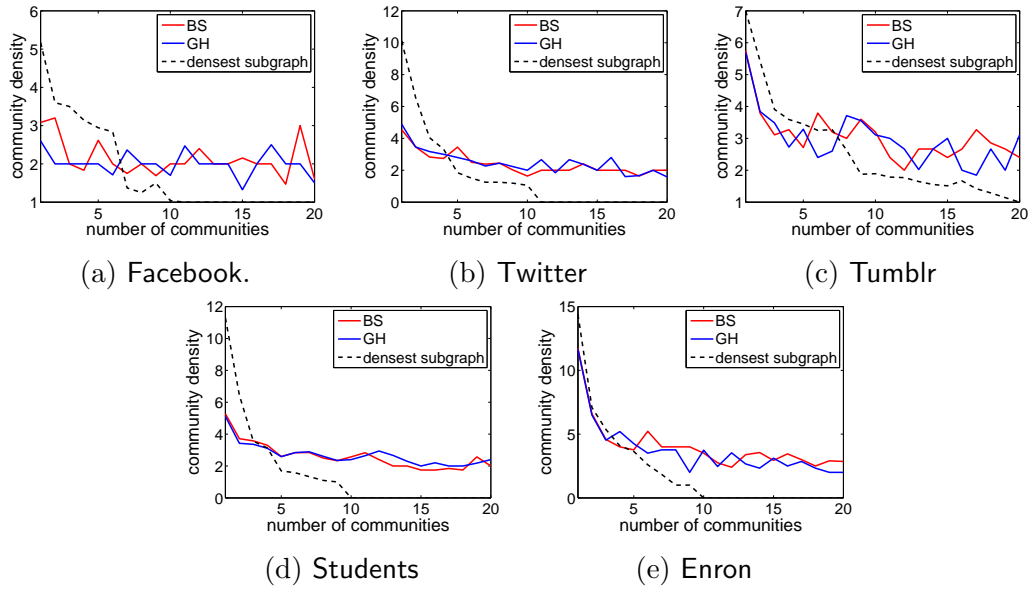 6
5
4
3
2
1
community density
BS
GH
densest subgraph
5 10 15 20
number of communities
(a) Facebook.
12
10
8
6
4
2
0
community density
BS
GH
densest subgraph
5 10 15 20
number of communities
(b) Twitter
7
6
5
4
3
2
1
community density
BS
GH
densest subgraph
5 10 15 20
number of communities
(c) Tumblr
12
10
8
6
4
2
0
community density
BS
GH
densest subgraph
5 10 15 20
number of communities
(d) Students
15
10
5
0
community density
BS
GH
densest subgraph
5 10 15 20
number of communities
(e) Enron